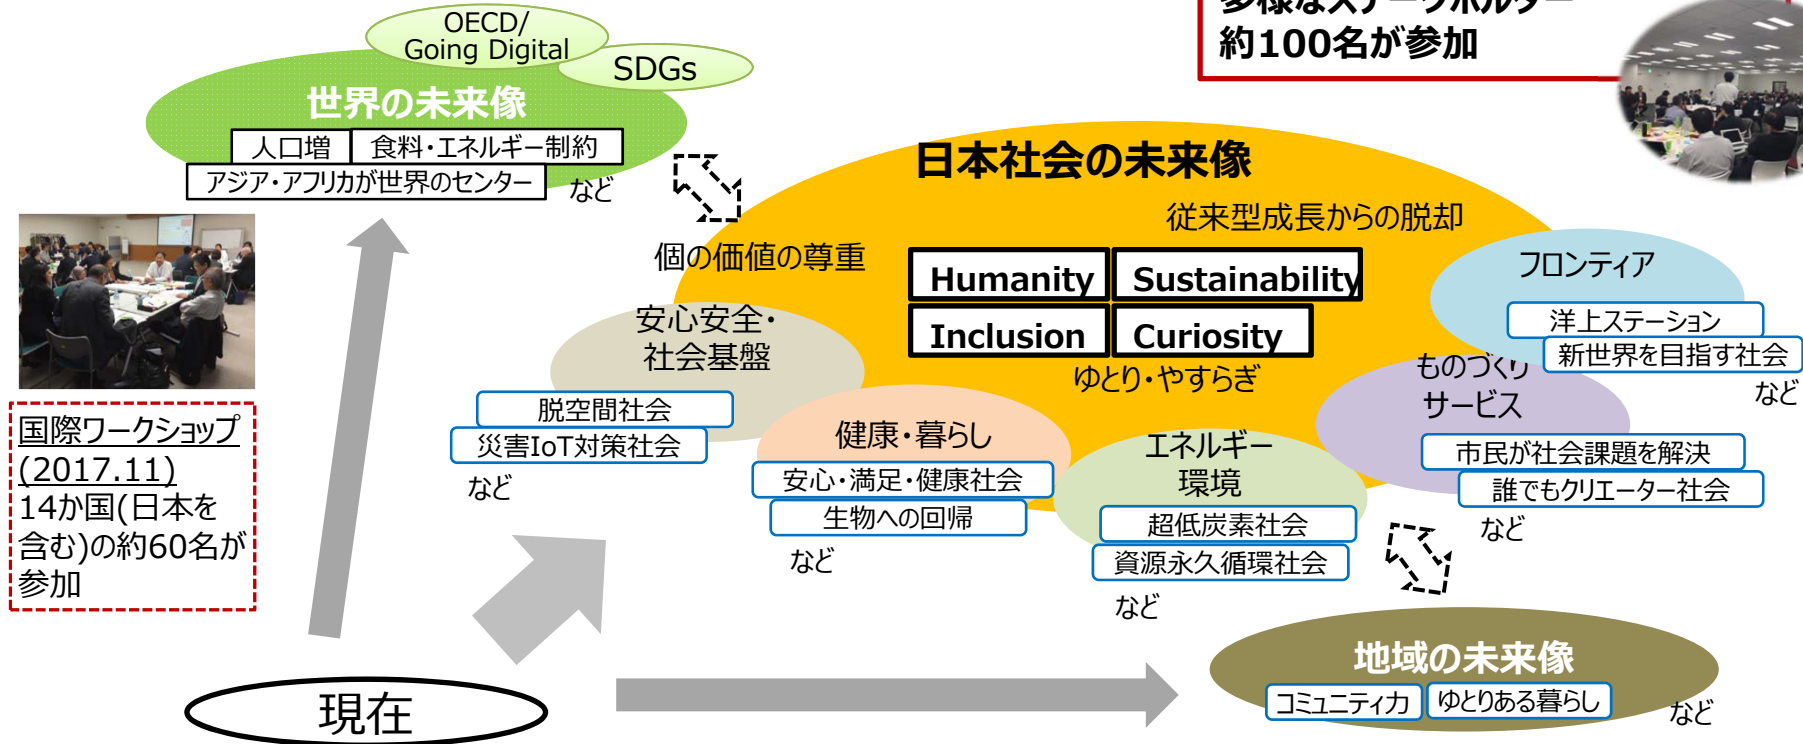 多様なステークホルダー
約100名が参加
OECD/
Going Digital
SDGs
世界の未来像
人口増
食料・エネルギー制約
アジア・アフリカが世界のセンター
など
日本社会の未来像
従来型成長からの脱却
個の価値の尊重
Humanity
Sustainability
Inclusion
Curiosity
ゆとり・やすらぎ
安心安全・
社会基盤
脱空間社会
災害IoT対策社会
など
健康・暮らし
安心・満足・健康社会
生物への回帰
など
エネルギー
環境
超低炭素社会
資源永久循環社会
など
ものづくり
サービス
市民が社会課題を解決
誰でもクリエーター社会
など
フロンティア
洋上ステーション
新世界を目指す社会
など
国際ワークショップ
(2017.11)
14か国(日本を
含む)の約60名が
参加
現在
地域の未来像
コミュニティ力
ゆとりある暮らし
など